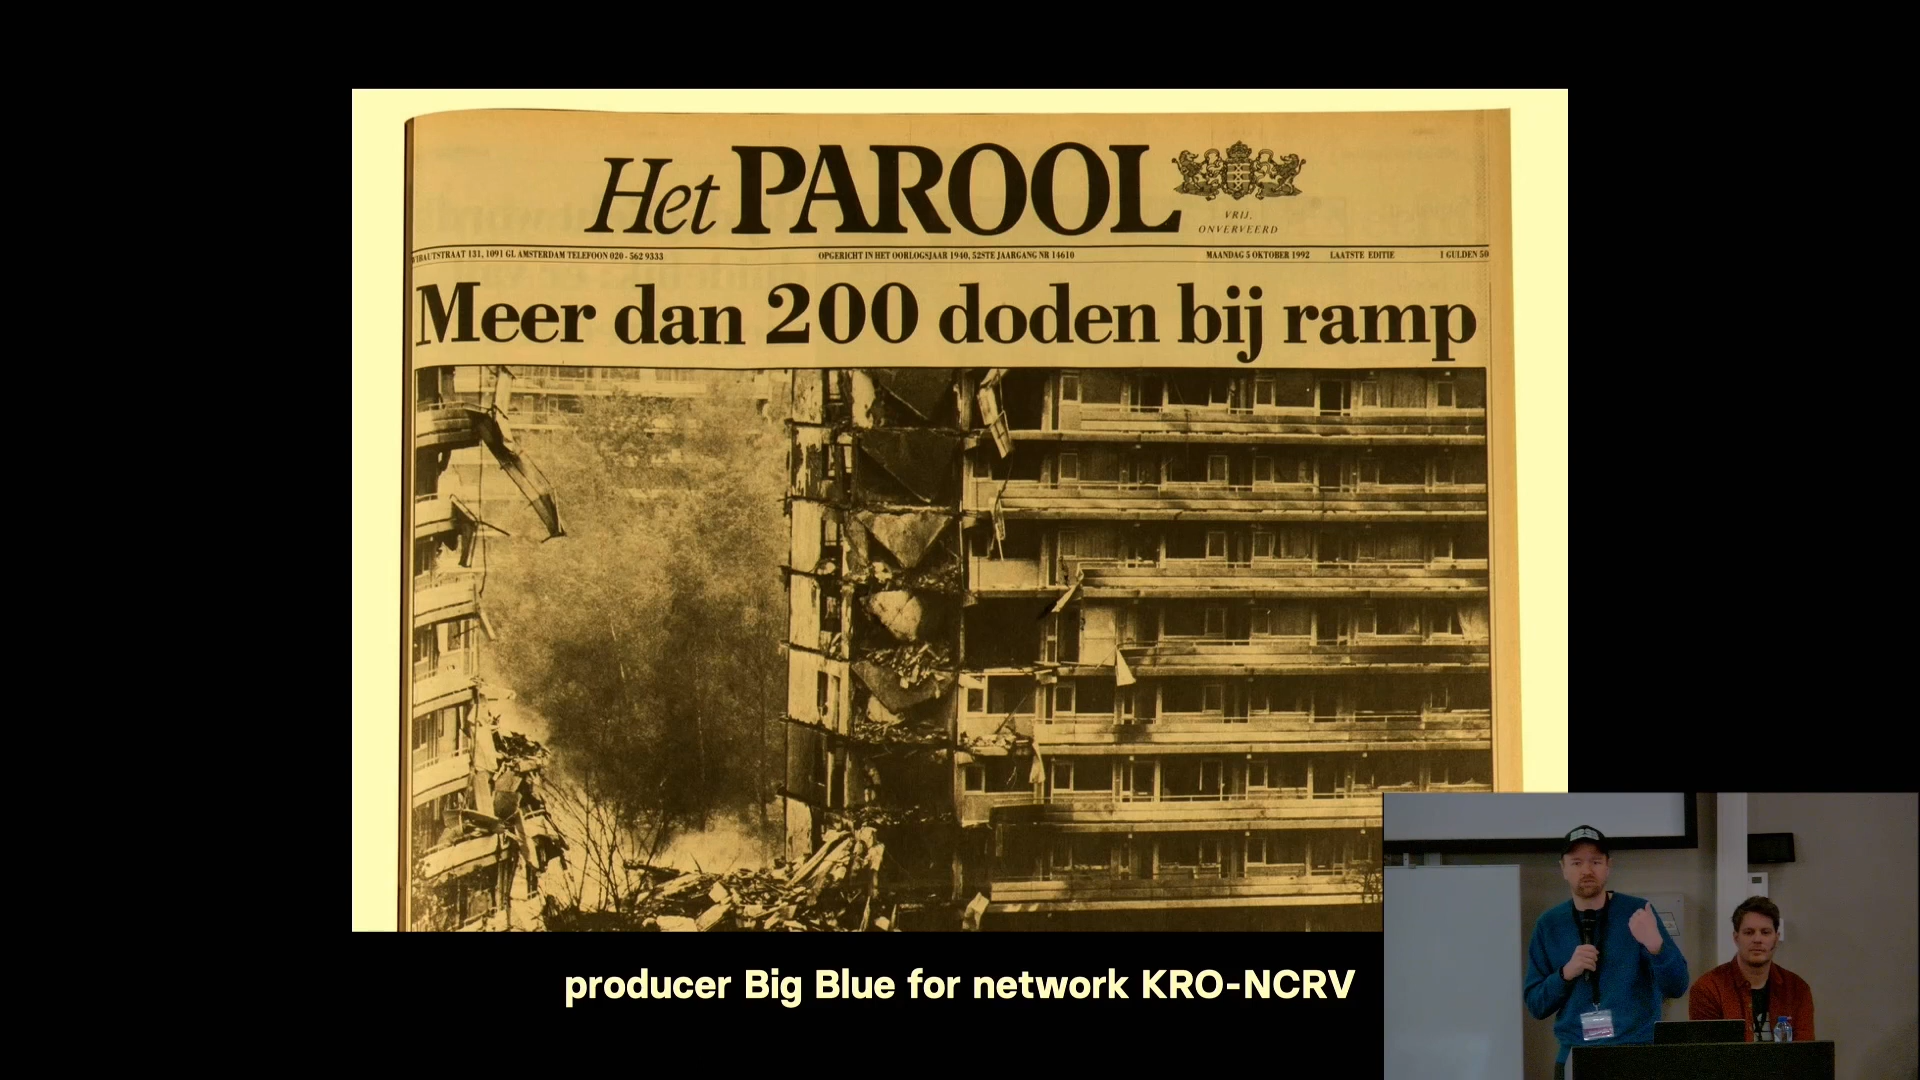 Het PAROOL
VRIJ,
ONVERVEERD
WIBAUTSTRAAT 131, 1091 GL AMSTERDAM TELEFOON 020 - 562 9333 OPGERICHT IN HET OORLOGSJAAR 1940, 52STE JAARGANG NR 14610 MAANDAG 5 OKTOBER 1992 LAATSTE EDITIE 1 GULDEN 50
Meer dan 200 doden bij ramp
producer Big Blue for network KRO-NCRV